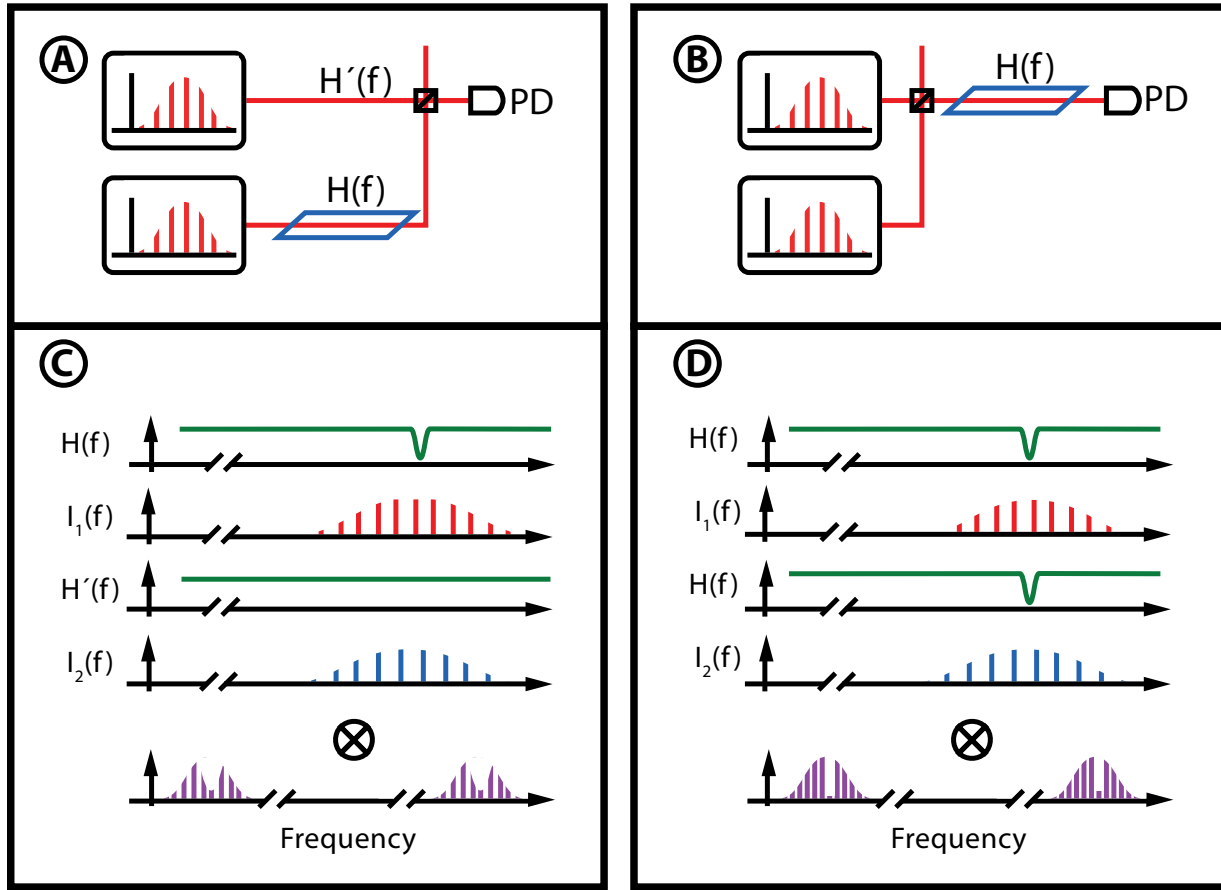 A
H´(f)
PD
H(f)
B
H(f)
PD
C
H(f)
I₁(f)
H´(f)
I₂(f)
Frequency
D
H(f)
I₁(f)
H(f)
I₂(f)
Frequency